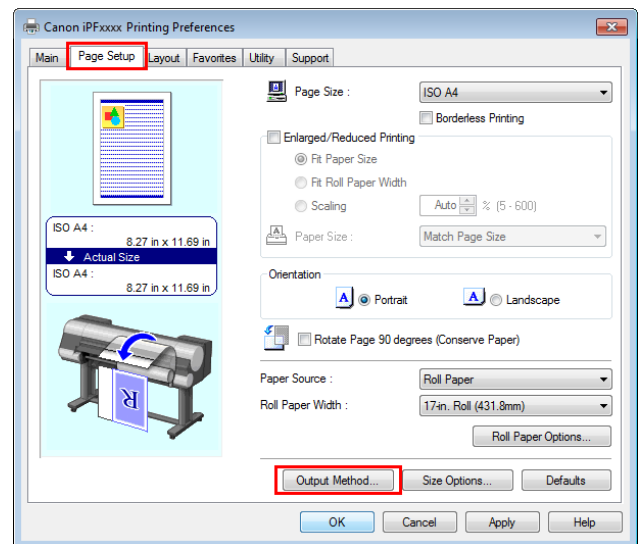 Canon iPFxxxx Printing Preferences
Main Page Setup Layout Favorites Utility Support
Page Size : ISO A4
Borderless Printing
Enlarged/Reduced Printing
Fit Paper Size
Fit Roll Paper Width
Scaling Auto % (5 - 600)
Paper Size : Match Page Size
ISO A4 :
8.27 in x 11.69 in
Actual Size
ISO A4 :
8.27 in x 11.69 in
Orientation
A Portrait A Landscape
Rotate Page 90 degrees (Conserve Paper)
R
Paper Source : Roll Paper
Roll Paper Width : 17-in. Roll (431.8mm)
Roll Paper Options...
Output Method... Size Options... Defaults
OK Cancel Apply Help